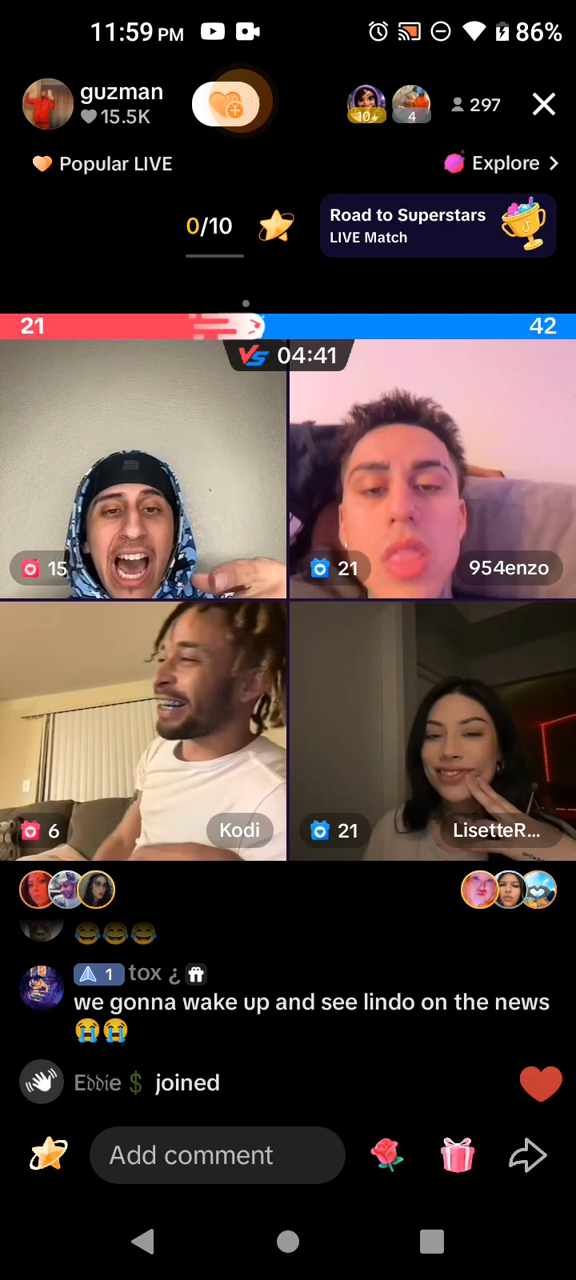 11:59 PM
86%
guzman
15.5K
10+
4
297
Popular LIVE
Explore >
0/10
Road to Superstars
LIVE Match
21
42
VS 04:41
15
21
954enzo
6
Kodi
21
LisetteR...
😂😂😂
1 tox ¿
we gonna wake up and see lindo on the news
😭😭
E𝔡𝔡𝔦𝔢 $ joined
Add comment